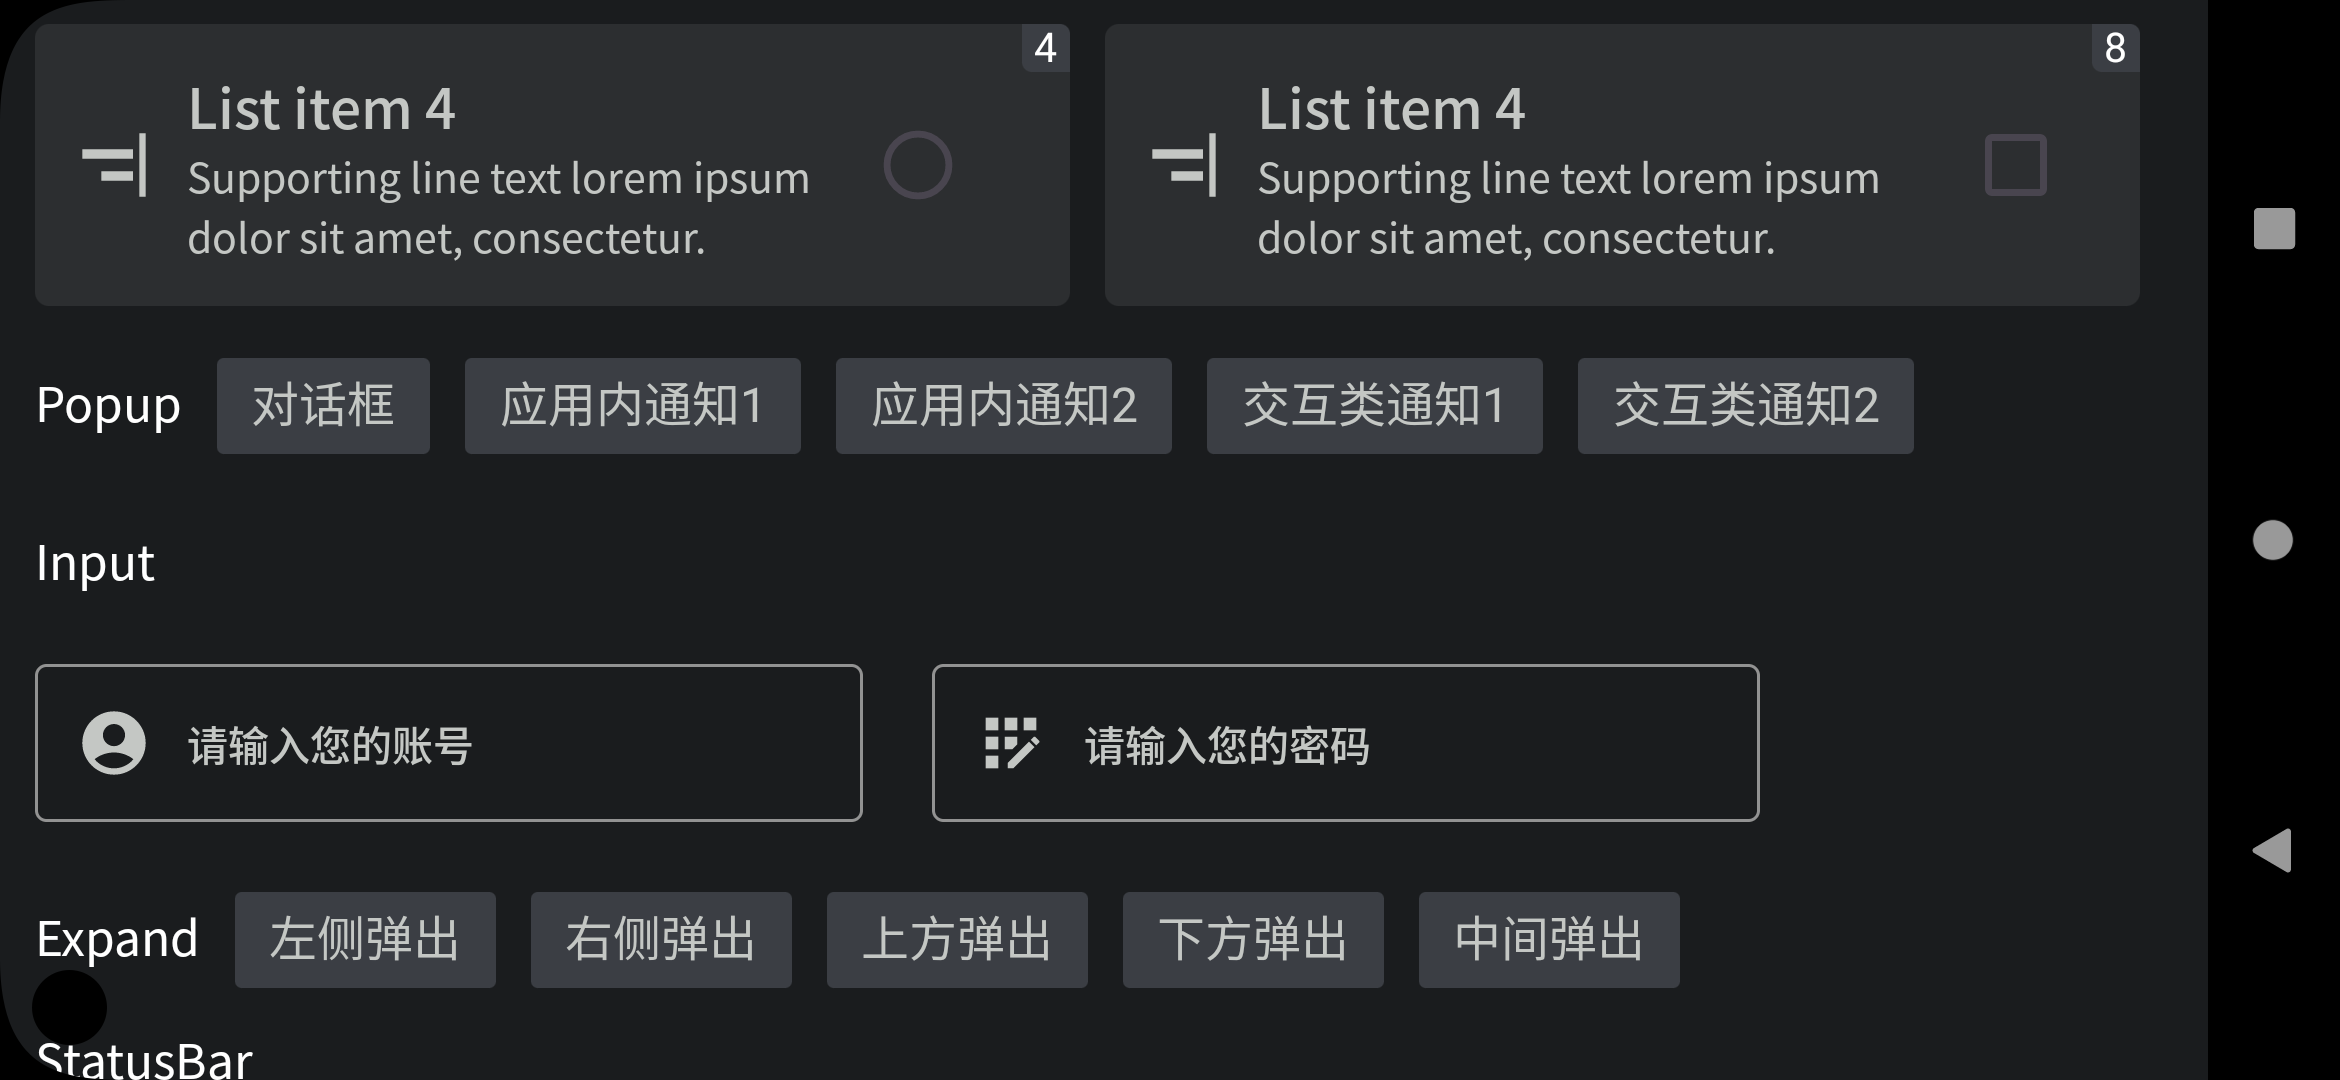 4
List item 4
Supporting line text lorem ipsum
dolor sit amet, consectetur.
8
List item 4
Supporting line text lorem ipsum
dolor sit amet, consectetur.
Popup 对话框 应用内通知1 应用内通知2 交互类通知1 交互类通知2
Input
请输入您的账号 请输入您的密码
Expand 左侧弹出 右侧弹出 上方弹出 下方弹出 中间弹出
StatusBar